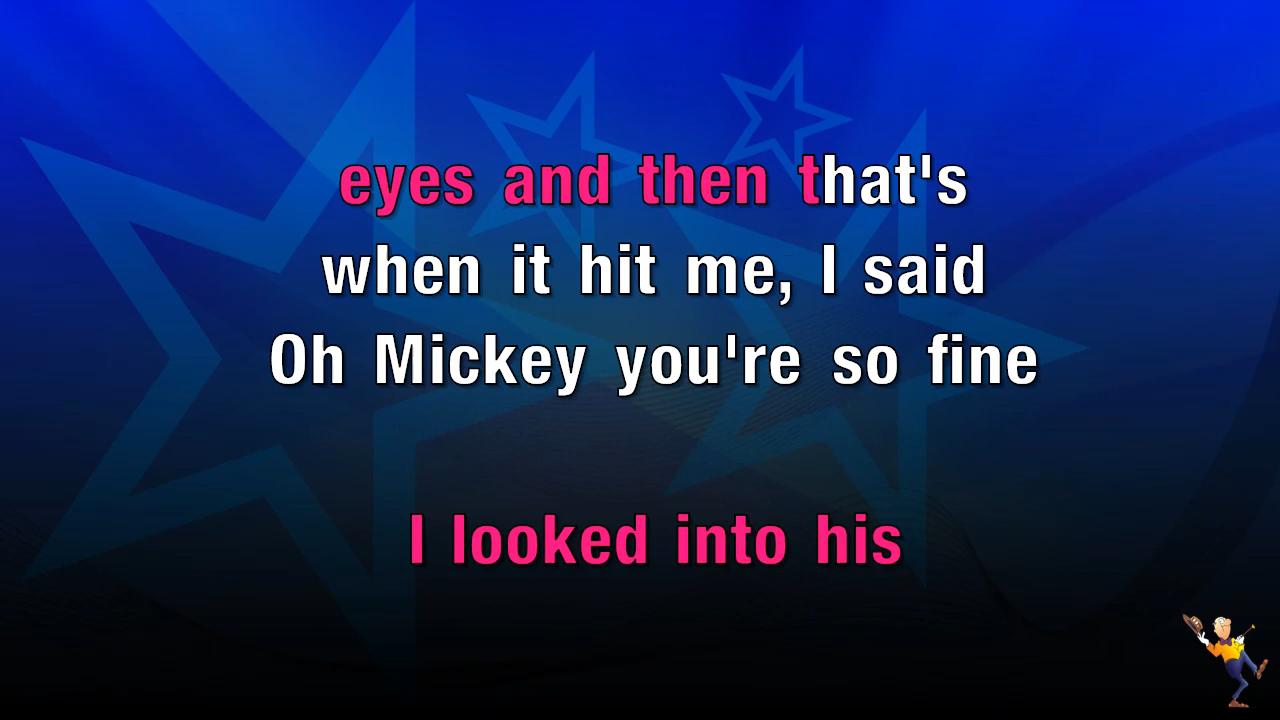 eyes and then that's
when it hit me, I said
Oh Mickey you're so fine
I looked into his